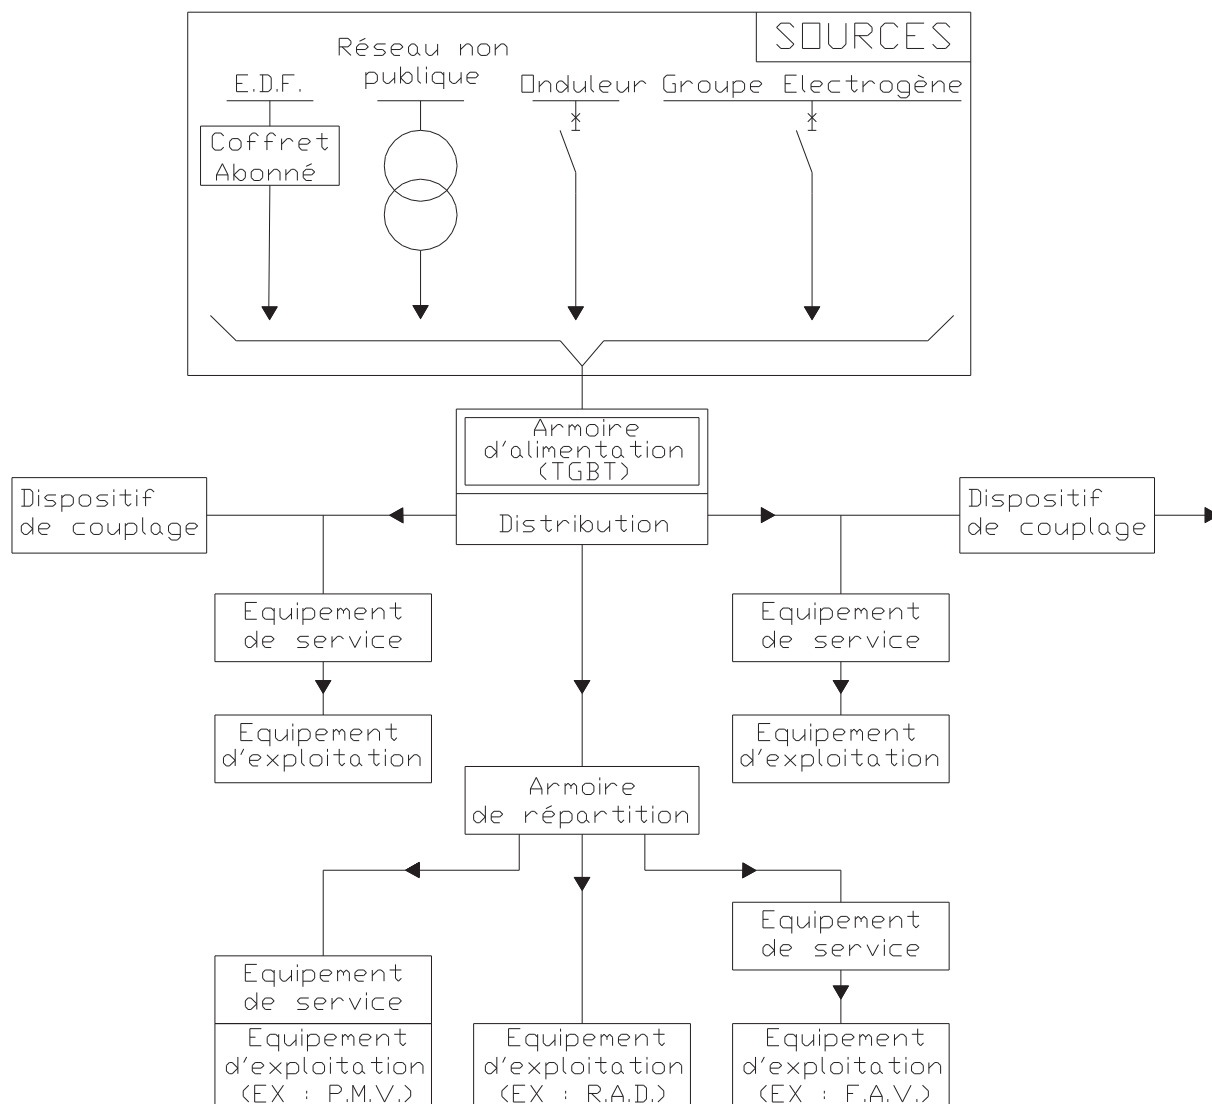 SOURCES
Réseau non
publique
E.D.F.
Onduleur
Groupe Electrogène
Coffret
Abonné
Armoire
d'alimentation
(TGBT)
Distribution
Dispositif
de couplage
Dispositif
de couplage
Equipement
de service
Equipement
de service
Equipement
d'exploitation
Equipement
d'exploitation
Armoire
de répartition
Equipement
de service
Equipement
de service
Equipement
d'exploitation
(EX : P.M.V.)
Equipement
d'exploitation
(EX : R.A.D.)
Equipement
d'exploitation
(EX : F.A.V.)